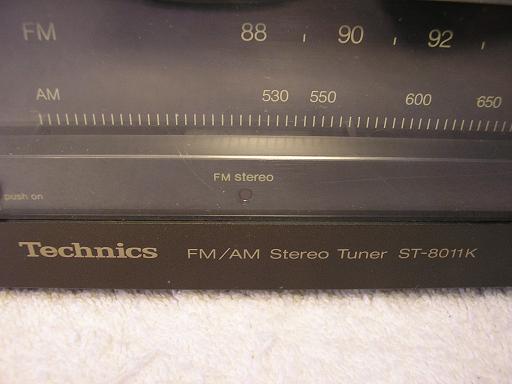 FM 88 90 92
AM 530 550 600 650
FM stereo
push on
Technics FM/AM Stereo Tuner ST-8011K